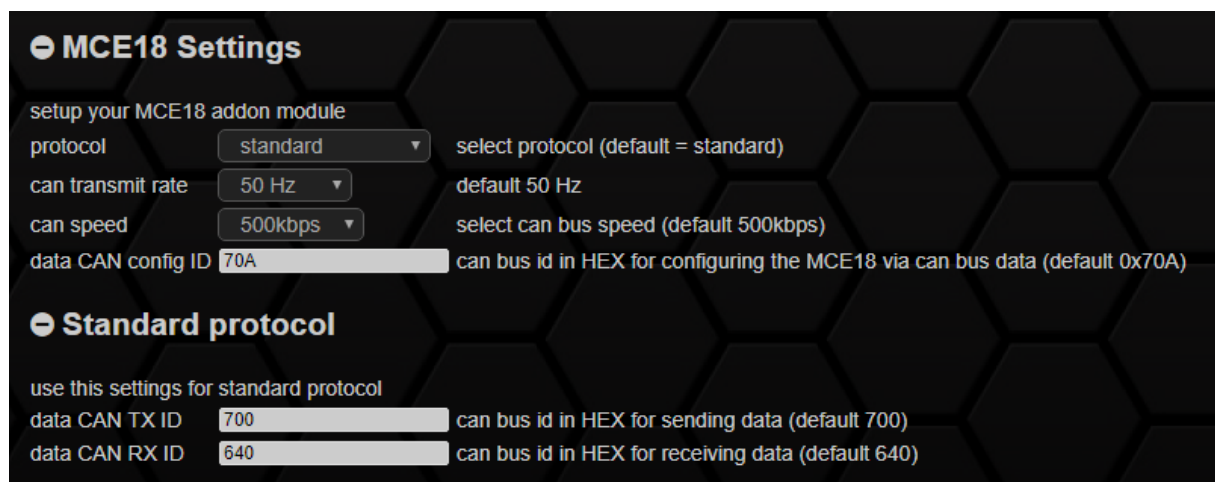 MCE18 Settings
setup your MCE18 addon module
protocol standard select protocol (default = standard)
can transmit rate 50 Hz default 50 Hz
can speed 500kbps select can bus speed (default 500kbps)
data CAN config ID 70A can bus id in HEX for configuring the MCE18 via can bus data (default 0x70A)
Standard protocol
use this settings for standard protocol
data CAN TX ID 700 can bus id in HEX for sending data (default 700)
data CAN RX ID 640 can bus id in HEX for receiving data (default 640)